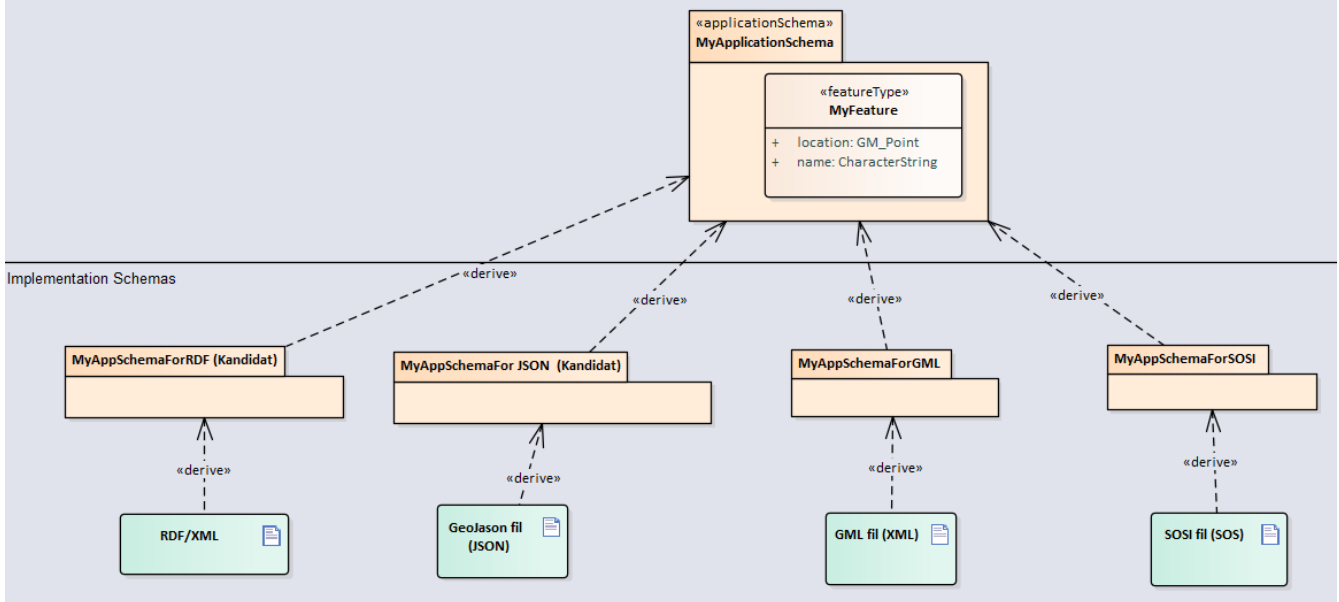 «applicationSchema»
MyApplicationSchema
«featureType»
MyFeature
+ location: GM_Point
+ name: CharacterString
Implementation Schemas
«derive»
«derive»
«derive»
«derive»
MyAppSchemaForRDF (Kandidat)
MyAppSchemaFor JSON (Kandidat)
MyAppSchemaForGML
MyAppSchemaForSOSI
«derive»
«derive»
«derive»
«derive»
RDF/XML
GeoJason fil
(JSON)
GML fil (XML)
SOSI fil (SOS)